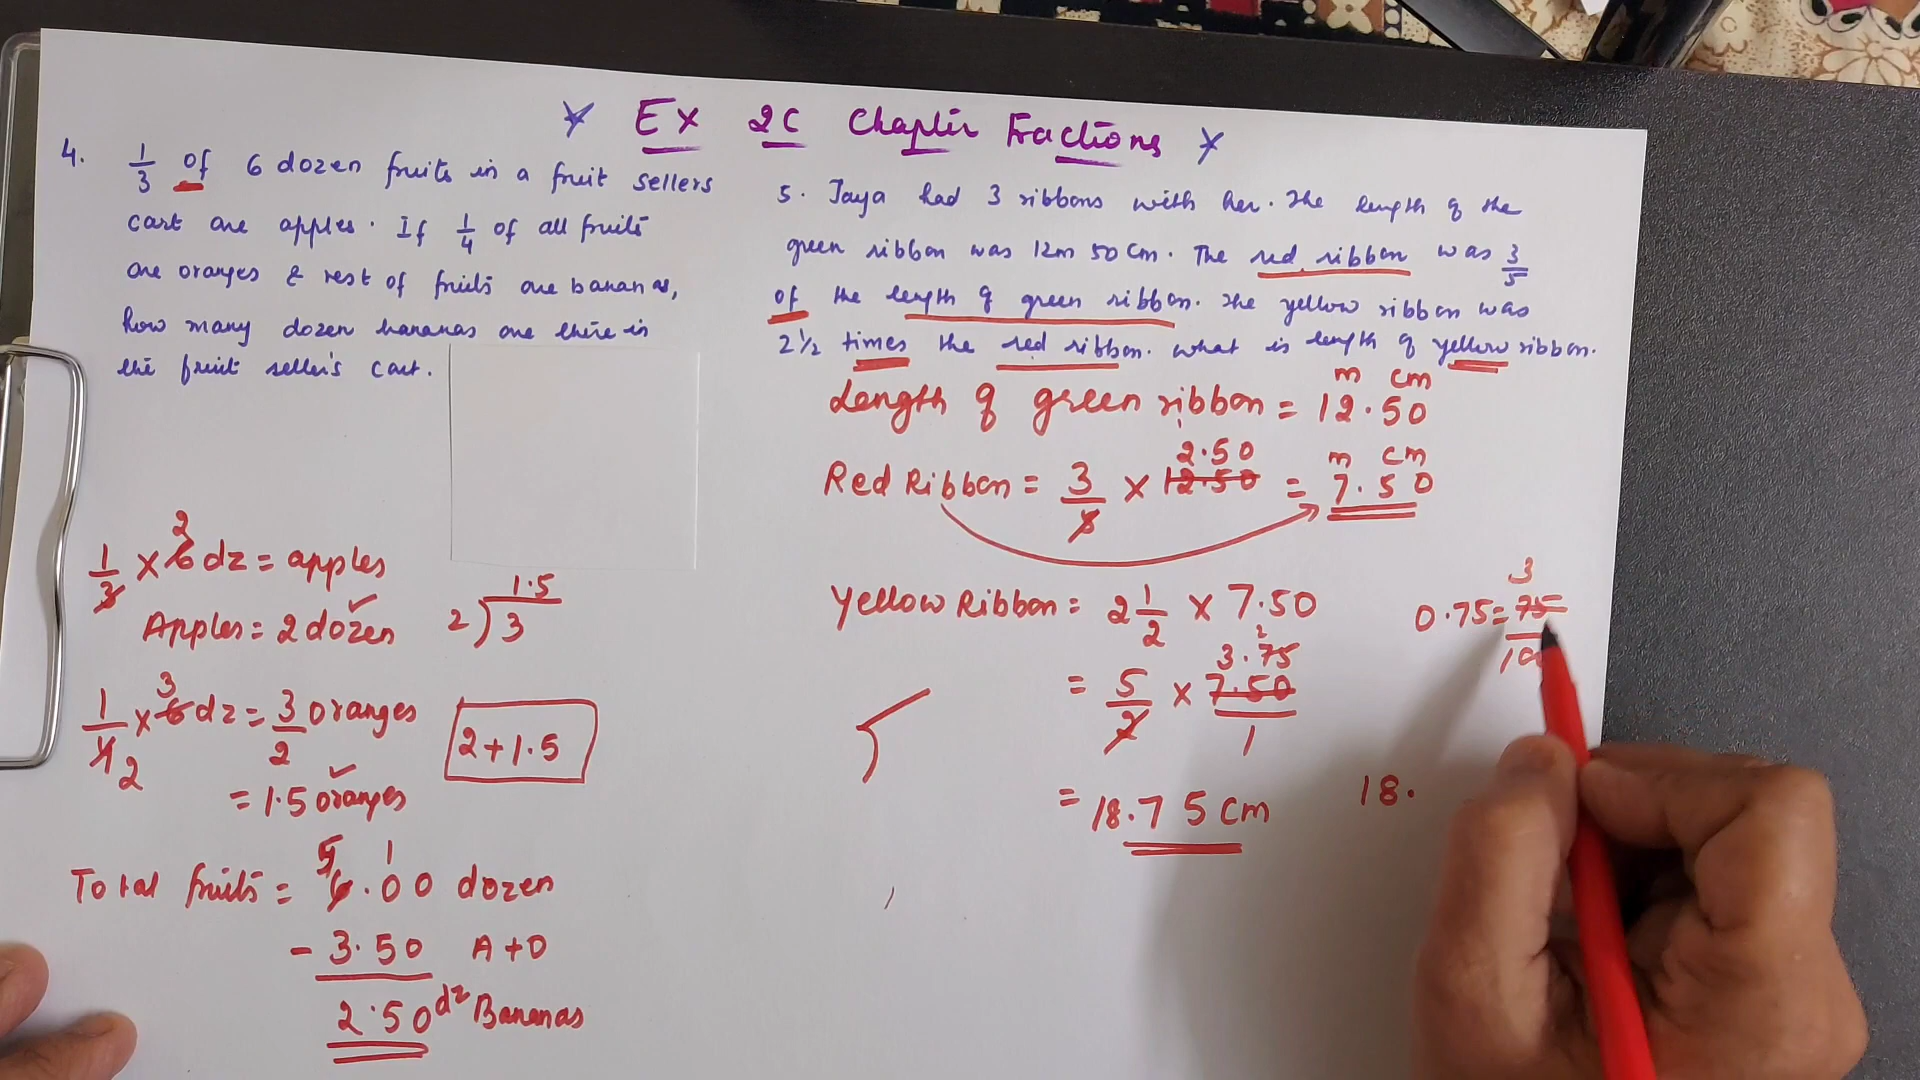 Ex 2C Chapter Fractions
4. 1/3 of 6 dozen fruits in a fruit sellers
cart are apples. If 1/4 of all fruits
are oranges & rest of fruits are bananas,
how many dozen bananas are there in
the fruit seller's cart.
1/3 × 6 dz = apples
2
Apples = 2 dozen
1/4 × 6 dz = 3/2 oranges
3
2
= 1.5 oranges
1.5
2)3
2+1.5
Total fruits = 6.00 dozen
5 1
- 3.50 A+O
2.50 dz Bananas
5. Jaya had 3 ribbons with her. The length of the
green ribbon was 12m 50cm. The red ribbon was 3/5
of the length of green ribbon. The yellow ribbon was
2 1/2 times the red ribbon. what is length of yellow ribbon.
m cm
Length of green ribbon = 12.50
2.50 m cm
Red Ribbon = 3/5 × 12.50 = 7.50
Yellow Ribbon = 2 1/2 × 7.50
2
3.75
= 5/2 × 7.50/1
= 18.75 cm
3
0.75 = 75/10
18.